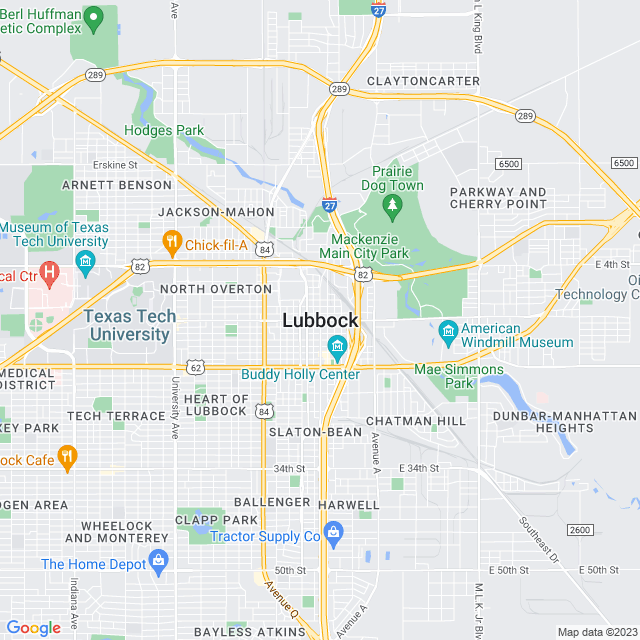 Berl Huffman
etic Complex
Ave
27
L King Blvd
289
CLAYTONCARTER
289
289
Hodges Park
Erskine St
6500
6500
ARNETT BENSON
Prairie
Dog Town
PARKWAY AND
CHERRY POINT
27
JACKSON-MAHON
Museum of Texas
Tech University
Chick-fil-A
84
Mackenzie
Main City Park
82
82
E 4th St
cal Ctr
H
NORTH OVERTON
Oi
Technology C
Texas Tech
University
Lubbock
American
Windmill Museum
62
MEDICAL
DISTRICT
Buddy Holly Center
Mae Simmons
Park
University Ave
HEART OF
LUBBOCK
84
TECH TERRACE
CHATMAN HILL
DUNBAR-MANHATTAN
HEIGHTS
KEY PARK
SLATON-BEAN
Avenue A
ock Cafe
34th St
E 34th St
OGEN AREA
BALLENGER
HARWELL
CLAPP PARK
WHEELOCK
AND MONTEREY
Tractor Supply Co
Southeast Dr
2600
The Home Depot
50th St
E 50th St
E 50th St
Indiana Ave
Avenue Q
Avenue A
M.L.K. Jr Blvd
BAYLESS ATKINS
Google
Map data ©2023